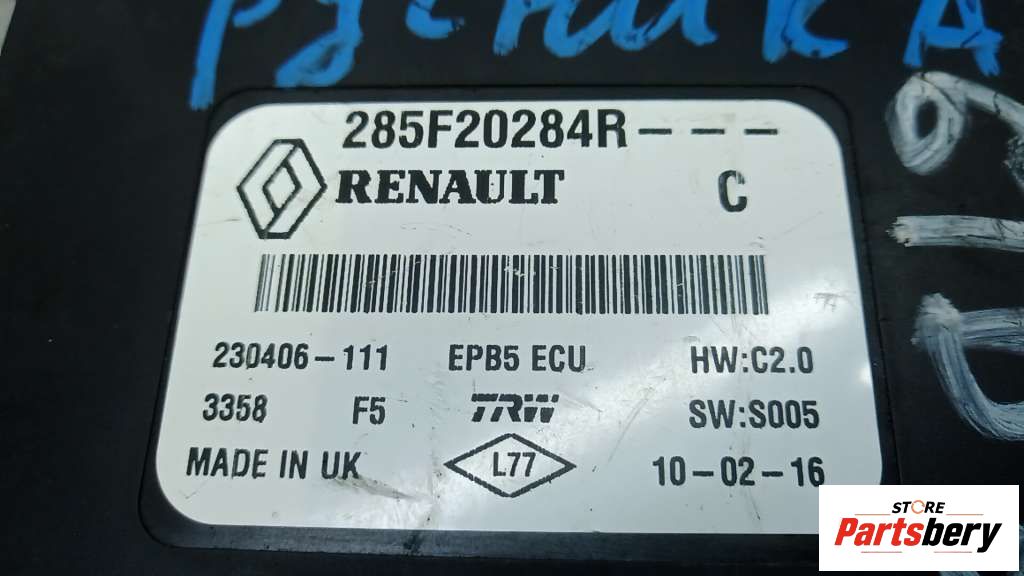 РУЧНИК А
285F20284R---
RENAULT C
230406-111 EPB5 ECU HW:C2.0
3358 F5 TRW SW:S005
MADE IN UK L77 10-02-16
STORE
Partsbery